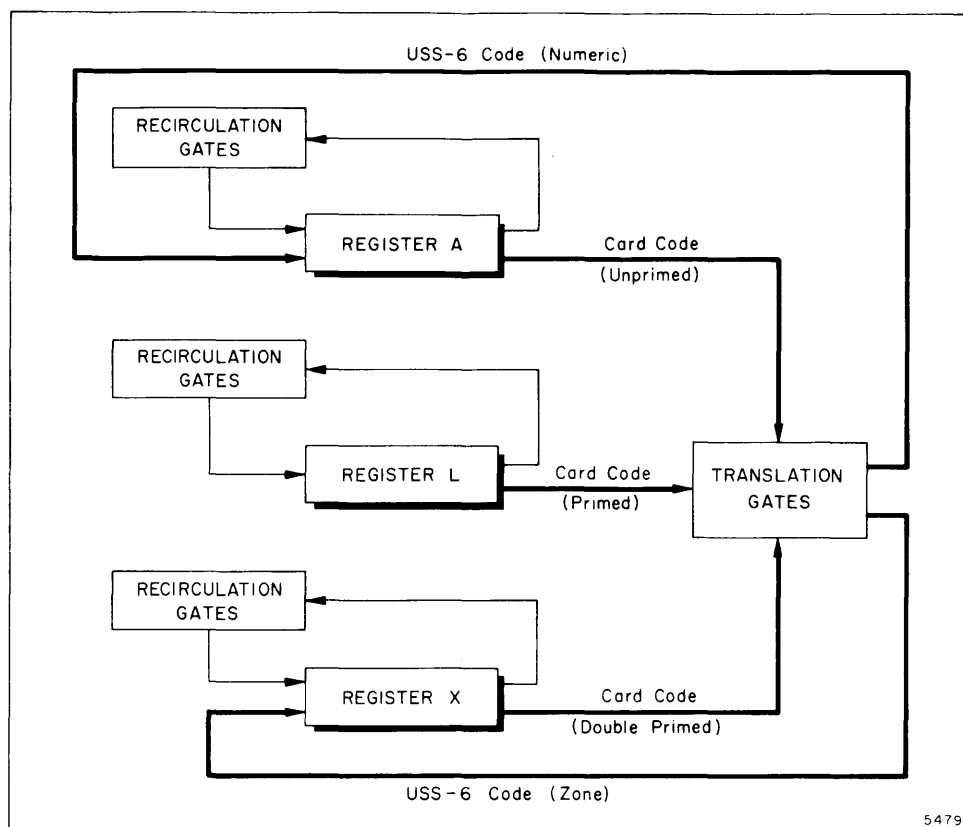 USS-6 Code (Numeric)
RECIRCULATION
GATES
REGISTER A
Card Code
(Unprimed)
RECIRCULATION
GATES
REGISTER L
Card Code
(Primed)
TRANSLATION
GATES
RECIRCULATION
GATES
REGISTER X
Card Code
(Double Primed)
USS-6 Code (Zone)
5479